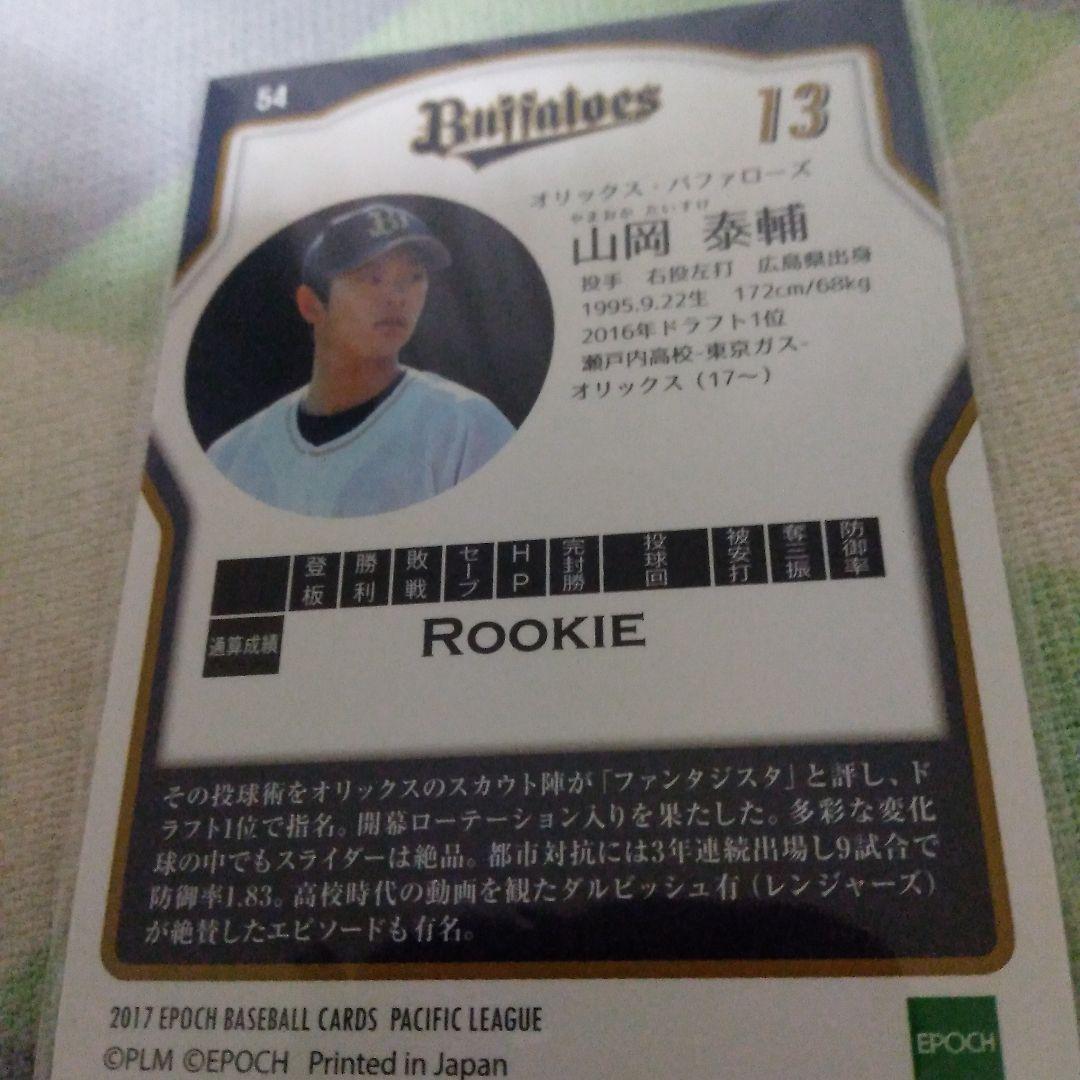 54
Buffaloes
13
オリックス・バファローズ
やまおか たいすけ
山岡 泰輔
投手 右投左打 広島県出身
1995.9.22生 172cm/68kg
2016年ドラフト1位
瀬戸内高校-東京ガス-
オリックス（17〜）
登板 勝利 敗戦 セーブ HP 完封勝 投球回 被安打 奪三振 防御率
通算成績 ROOKIE
その投球術をオリックスのスカウト陣が「ファンタジスタ」と評し、ド
ラフト1位で指名。開幕ローテーション入りを果たした。多彩な変化
球の中でもスライダーは絶品。都市対抗には3年連続出場し9試合で
防御率1.83。高校時代の動画を観たダルビッシュ有（レンジャーズ）
が絶賛したエピソードも有名。
2017 EPOCH BASEBALL CARDS PACIFIC LEAGUE
©PLM ©EPOCH Printed in Japan
EPOCH
B